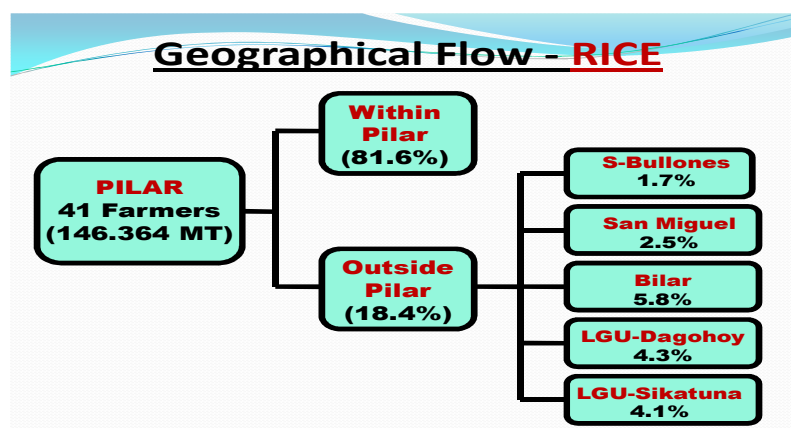 Geographical Flow - RICE
PILAR
41 Farmers
(146.364 MT)
Within
Pilar
(81.6%)
Outside
Pilar
(18.4%)
S-Bullones
1.7%
San Miguel
2.5%
Bilar
5.8%
LGU-Dagohoy
4.3%
LGU-Sikatuna
4.1%